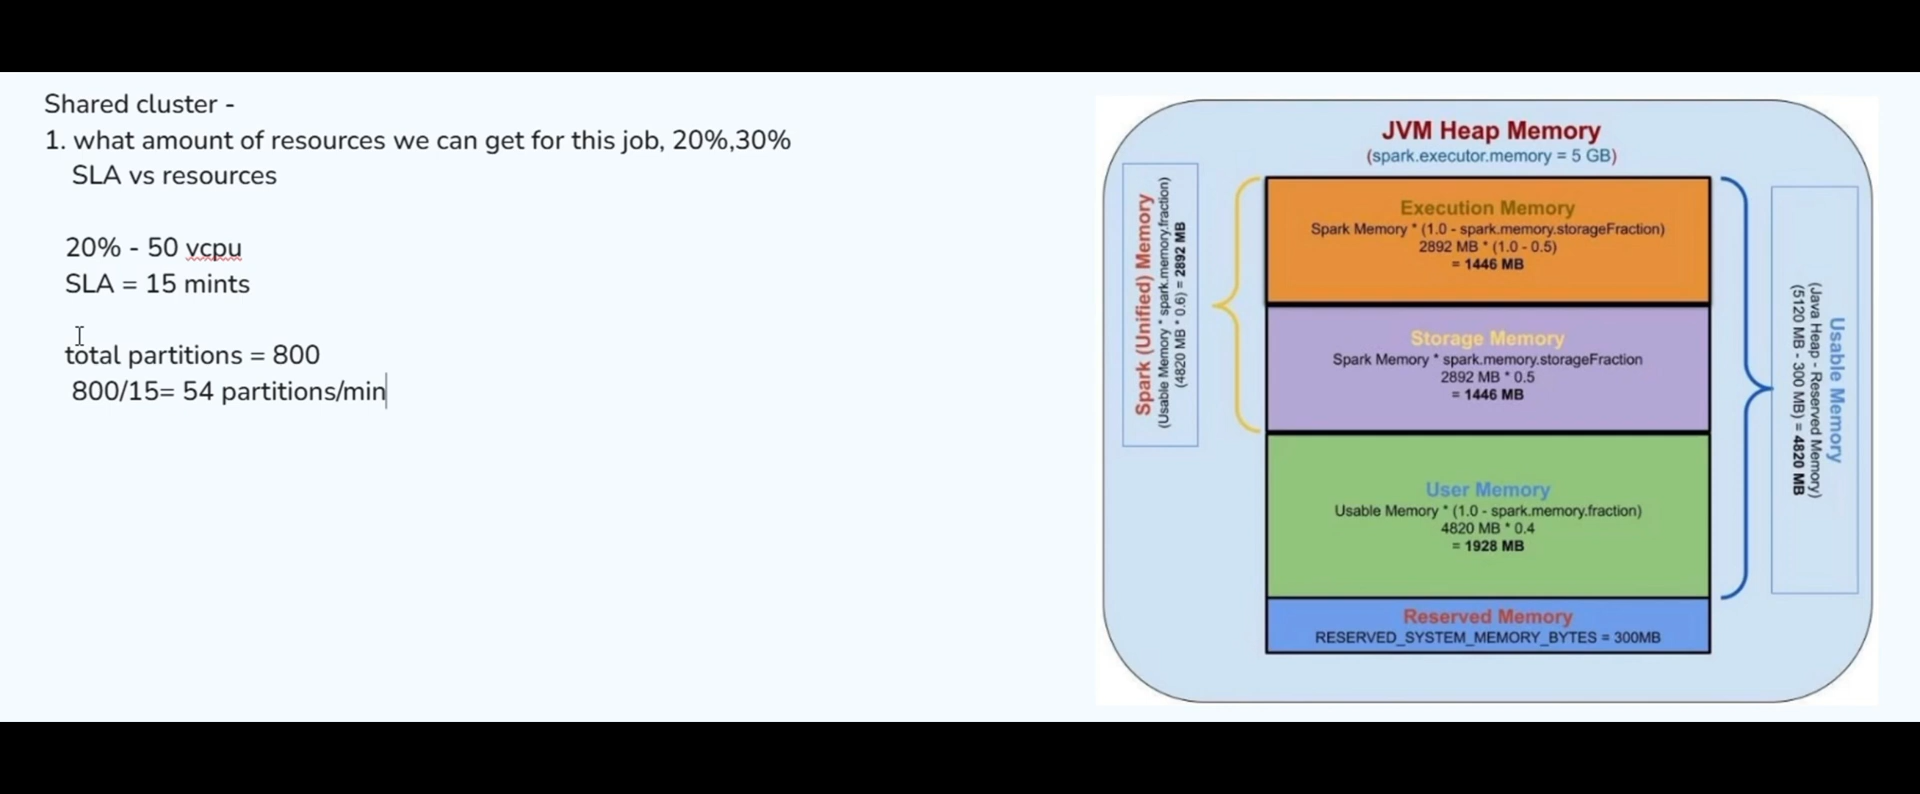 Shared cluster -
1. what amount of resources we can get for this job, 20%,30%
SLA vs resources
20% - 50 vcpu
SLA = 15 mints
total partitions = 800
800/15= 54 partitions/min
JVM Heap Memory
(spark.executor.memory = 5 GB)
Spark (Unified) Memory
(Usable Memory * spark.memory.fraction)
(4820 MB * 0.6) = 2892 MB
Execution Memory
Spark Memory * (1.0 - spark.memory.storageFraction)
2892 MB * (1.0 - 0.5)
= 1446 MB
Storage Memory
Spark Memory * spark.memory.storageFraction
2892 MB * 0.5
= 1446 MB
User Memory
Usable Memory * (1.0 - spark.memory.fraction)
4820 MB * 0.4
= 1928 MB
Reserved Memory
RESERVED_SYSTEM_MEMORY_BYTES = 300MB
Usable Memory
(Java Heap - Reserved Memory)
(5120 MB - 300 MB) = 4820 MB